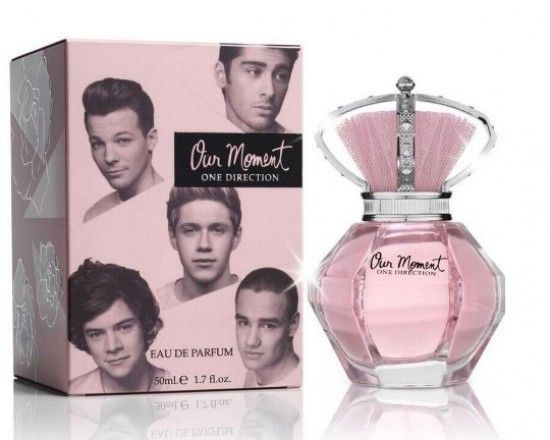 Our Moment
ONE DIRECTION
EAU DE PARFUM
50ml.℮ 1.7 fl.oz.
Our Moment
ONE DIRECTION